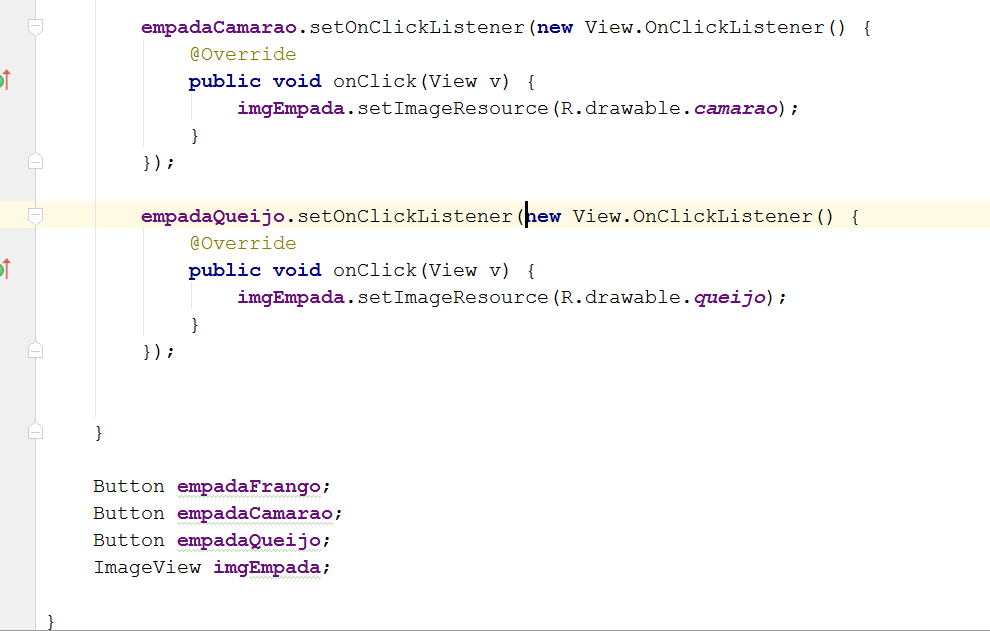 empadaCamarao.setOnClickListener(new View.OnClickListener() {
@Override
public void onClick(View v) {
imgEmpada.setImageResource(R.drawable.camarao);
}
});
empadaQueijo.setOnClickListener(new View.OnClickListener() {
@Override
public void onClick(View v) {
imgEmpada.setImageResource(R.drawable.queijo);
}
});
}
Button empadaFrango;
Button empadaCamarao;
Button empadaQueijo;
ImageView imgEmpada;
}